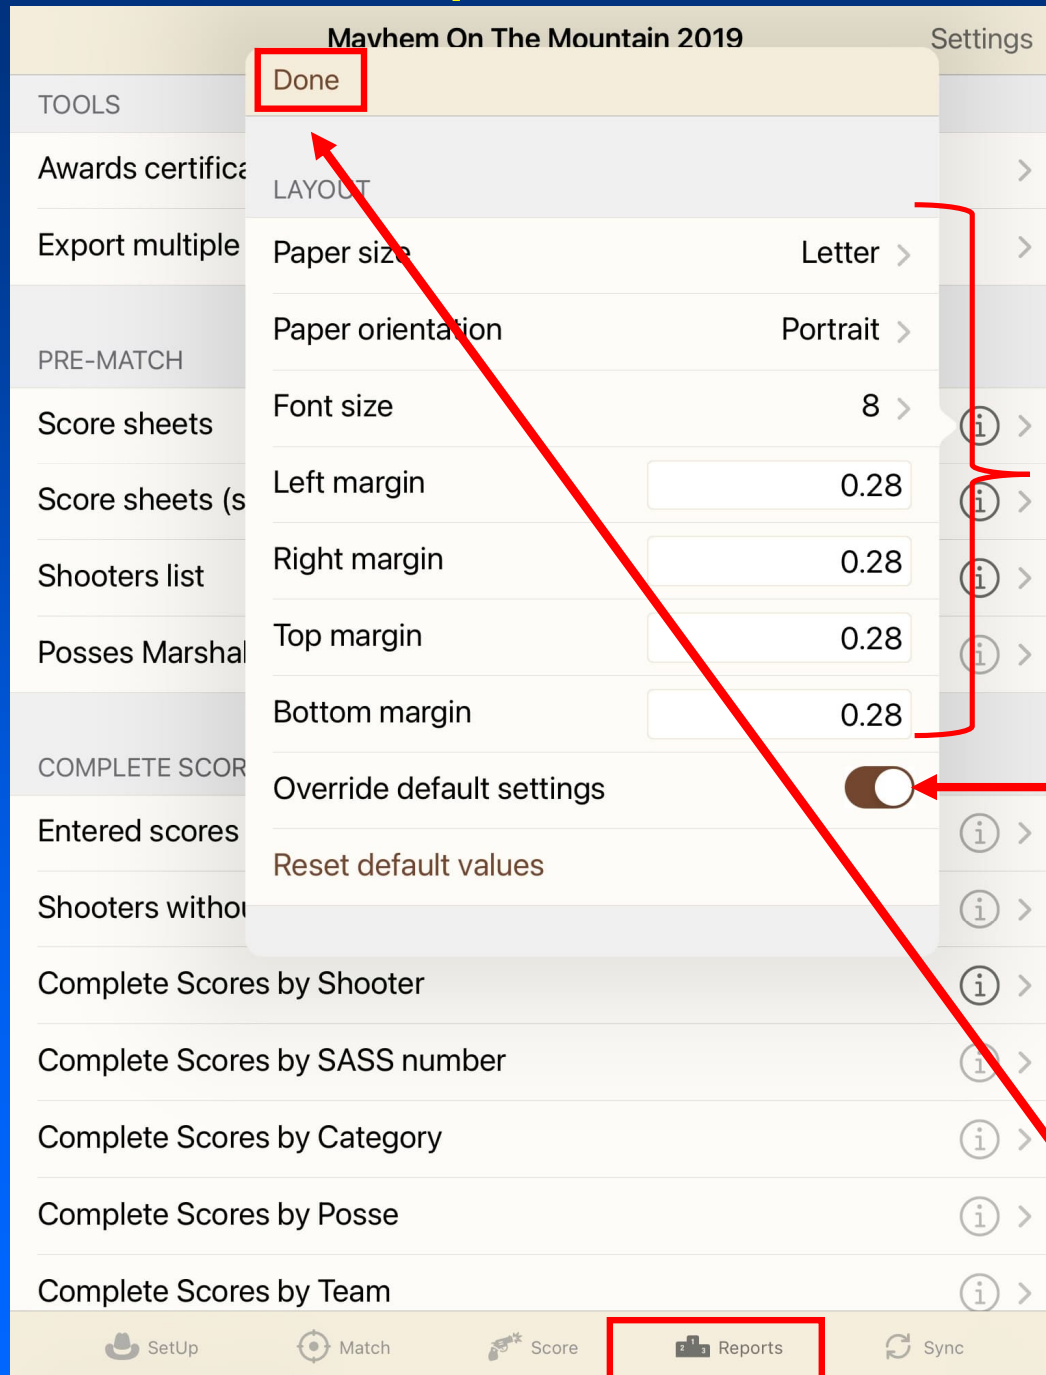 Mayhem On The Mountain 2019
Settings
Done
TOOLS
Awards certifica
Export multiple
LAYOUT
Paper size Letter
Paper orientation Portrait
Font size 8
Left margin 0.28
Right margin 0.28
Top margin 0.28
Bottom margin 0.28
Override default settings
Reset default values
PRE-MATCH
Score sheets
Score sheets (s
Shooters list
Posses Marshal
COMPLETE SCOR
Entered scores
Shooters withou
Complete Scores by Shooter
Complete Scores by SASS number
Complete Scores by Category
Complete Scores by Posse
Complete Scores by Team
SetUp
Match
Score
Reports
Sync